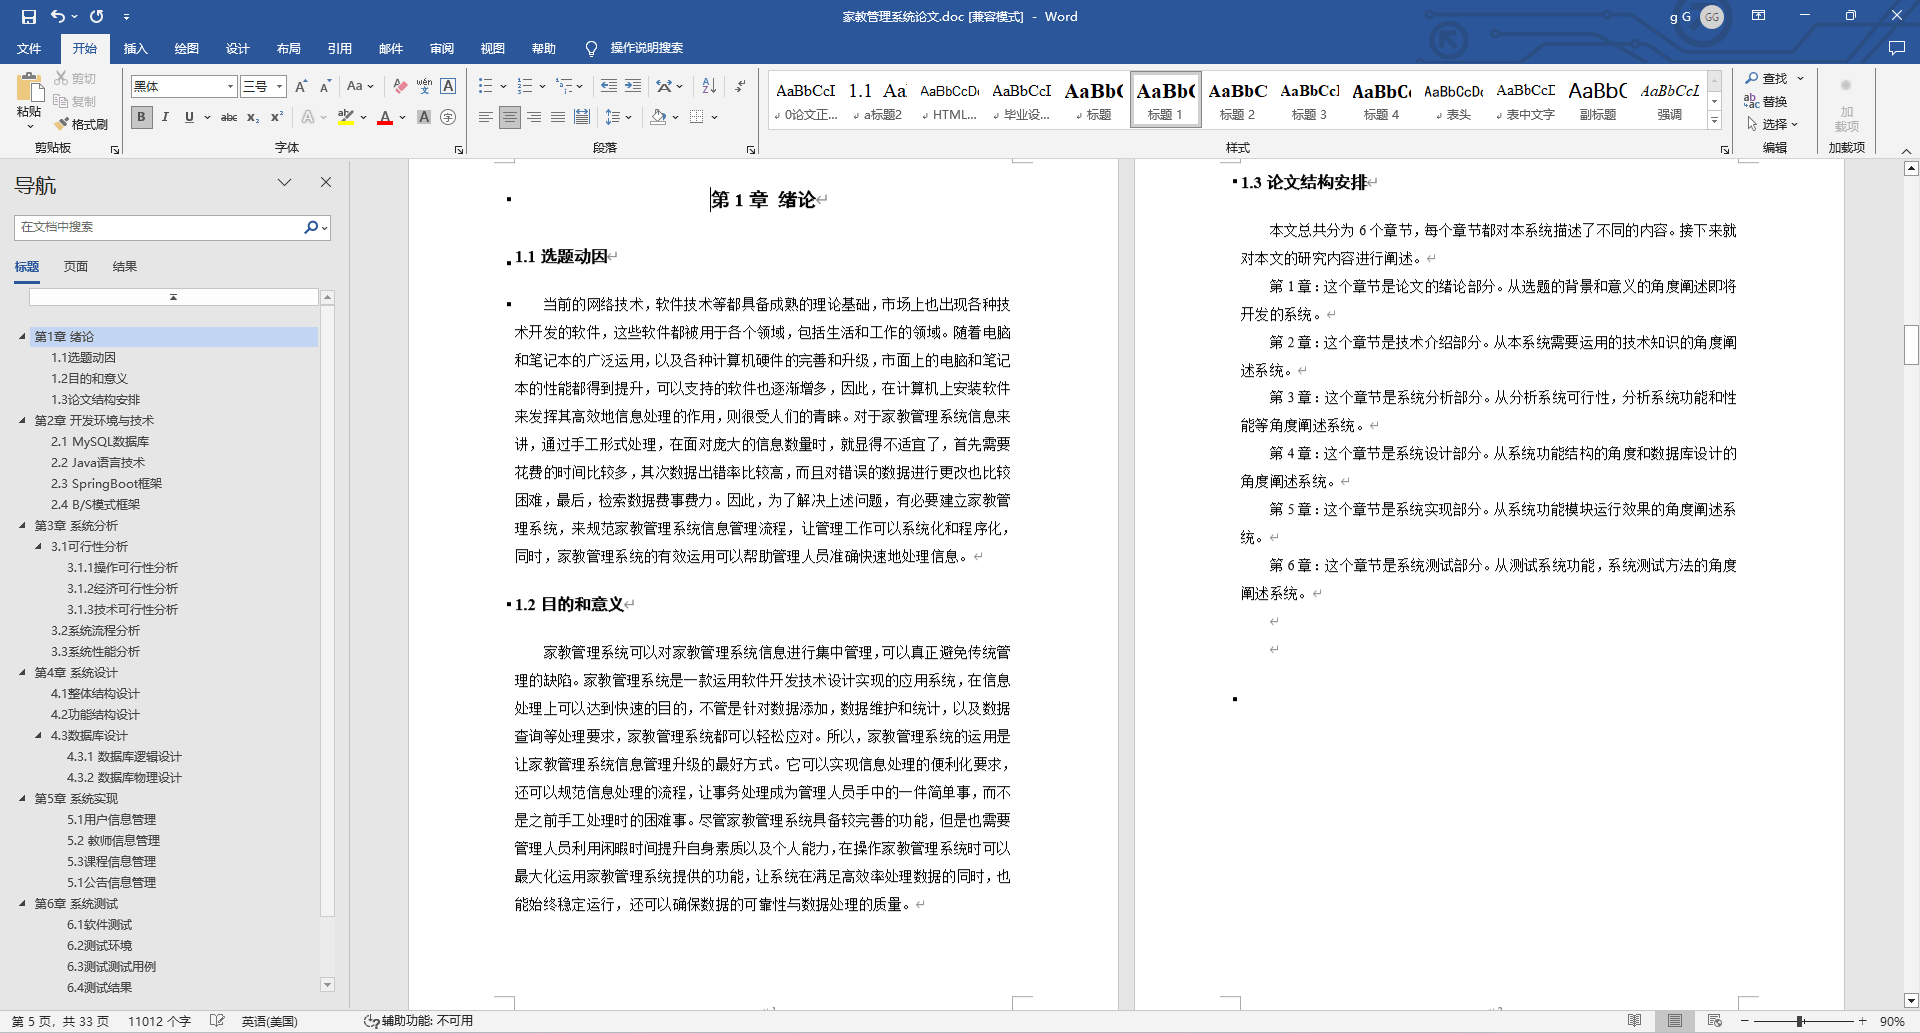 家教管理系统论文.doc [兼容模式] - Word
g G
GG
文件 开始 插入 绘图 设计 布局 引用 邮件 审阅 视图 帮助 操作说明搜索
粘贴
剪切
复制
格式刷
剪贴板
黑体 三号
字体
段落
AaBbCcI 1.1 Aa AaBbCcDc AaBbCcI AaBbC AaBbC AaBbC AaBbCcl AaBbC AaBbCcDc AaBbCcD AaBbC AaBbCcL
0论文正... a标题2 HTML... 毕业设... 标题 标题 1 标题 2 标题 3 标题 4 表头 表中文字 副标题 强调
样式
查找
替换
选择
编辑
加载项
加载项
导航
在文档中搜索
标题 页面 结果
第1章 绪论
1.1选题动因
1.2目的和意义
1.3论文结构安排
第2章 开发环境与技术
2.1 MySQL数据库
2.2 Java语言技术
2.3 SpringBoot框架
2.4 B/S模式框架
第3章 系统分析
3.1可行性分析
3.1.1操作可行性分析
3.1.2经济可行性分析
3.1.3技术可行性分析
3.2系统流程分析
3.3系统性能分析
第4章 系统设计
4.1整体结构设计
4.2功能结构设计
4.3数据库设计
4.3.1 数据库逻辑设计
4.3.2 数据库物理设计
第5章 系统实现
5.1用户信息管理
5.2 教师信息管理
5.3课程信息管理
5.1公告信息管理
第6章 系统测试
6.1软件测试
6.2测试环境
6.3测试测试用例
6.4测试结果
第 1 章 绪论
1.1 选题动因
当前的网络技术，软件技术等都具备成熟的理论基础，市场上也出现各种技
术开发的软件，这些软件都被用于各个领域，包括生活和工作的领域。随着电脑
和笔记本的广泛运用，以及各种计算机硬件的完善和升级，市面上的电脑和笔记
本的性能都得到提升，可以支持的软件也逐渐增多，因此，在计算机上安装软件
来发挥其高效地信息处理的作用，则很受人们的青睐。对于家教管理系统信息来
讲，通过手工形式处理，在面对庞大的信息数量时，就显得不适宜了，首先需要
花费的时间比较多，其次数据出错率比较高，而且对错误的数据进行更改也比较
困难，最后，检索数据费事费力。因此，为了解决上述问题，有必要建立家教管
理系统，来规范家教管理系统信息管理流程，让管理工作可以系统化和程序化，
同时，家教管理系统的有效运用可以帮助管理人员准确快速地处理信息。
1.2 目的和意义
家教管理系统可以对家教管理系统信息进行集中管理，可以真正避免传统管
理的缺陷。家教管理系统是一款运用软件开发技术设计实现的应用系统，在信息
处理上可以达到快速的目的，不管是针对数据添加，数据维护和统计，以及数据
查询等处理要求，家教管理系统都可以轻松应对。所以，家教管理系统的运用是
让家教管理系统信息管理升级的最好方式。它可以实现信息处理的便利化要求，
还可以规范信息处理的流程，让事务处理成为管理人员手中的一件简单事，而不
是之前手工处理时的困难事。尽管家教管理系统具备较完善的功能，但是也需要
管理人员利用闲暇时间提升自身素质以及个人能力，在操作家教管理系统时可以
最大化运用家教管理系统提供的功能，让系统在满足高效率处理数据的同时，也
能始终稳定运行，还可以确保数据的可靠性与数据处理的质量。
1.3 论文结构安排
本文总共分为 6 个章节，每个章节都对本系统描述了不同的内容。接下来就
对本文的研究内容进行阐述。
第 1 章：这个章节是论文的绪论部分。从选题的背景和意义的角度阐述即将
开发的系统。
第 2 章：这个章节是技术介绍部分。从本系统需要运用的技术知识的角度阐
述系统。
第 3 章：这个章节是系统分析部分。从分析系统可行性，分析系统功能和性
能等角度阐述系统。
第 4 章：这个章节是系统设计部分。从系统功能结构的角度和数据库设计的
角度阐述系统。
第 5 章：这个章节是系统实现部分。从系统功能模块运行效果的角度阐述系
统。
第 6 章：这个章节是系统测试部分。从测试系统功能，系统测试方法的角度
阐述系统。
第 5 页，共 33 页 11012 个字 英语(美国) 辅助功能: 不可用
90%